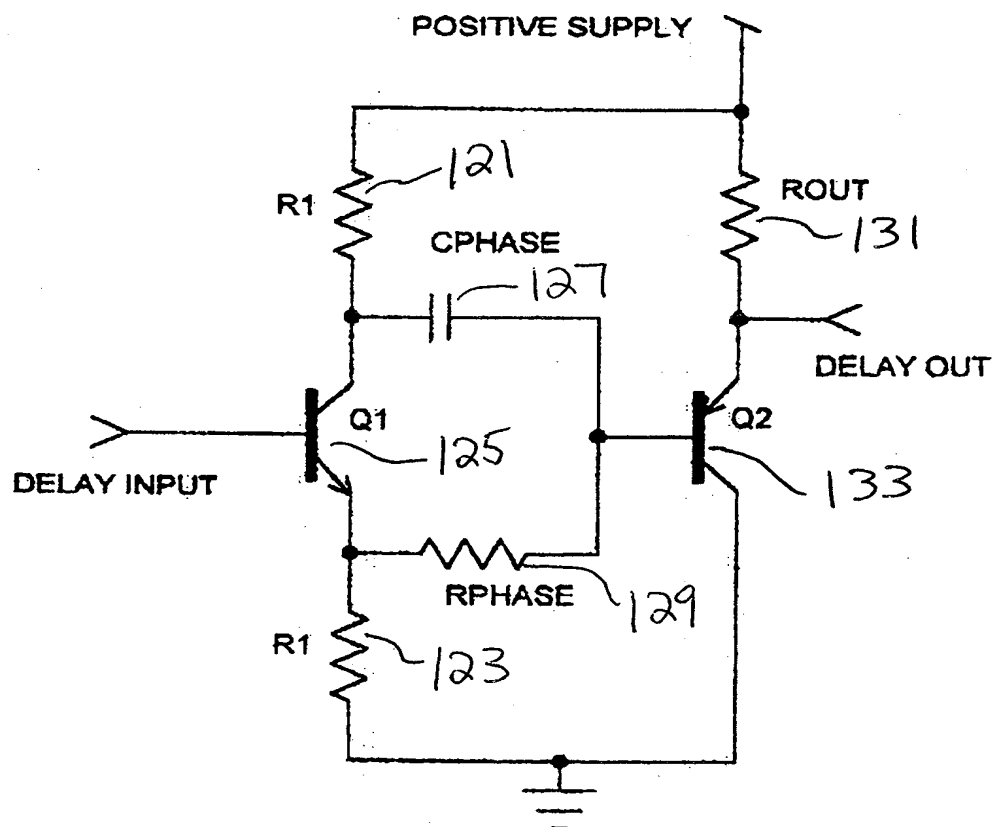 POSITIVE SUPPLY
121
R1
ROUT
131
CPHASE
127
DELAY OUT
Q1
Q2
125
DELAY INPUT
133
RPHASE
129
R1
123